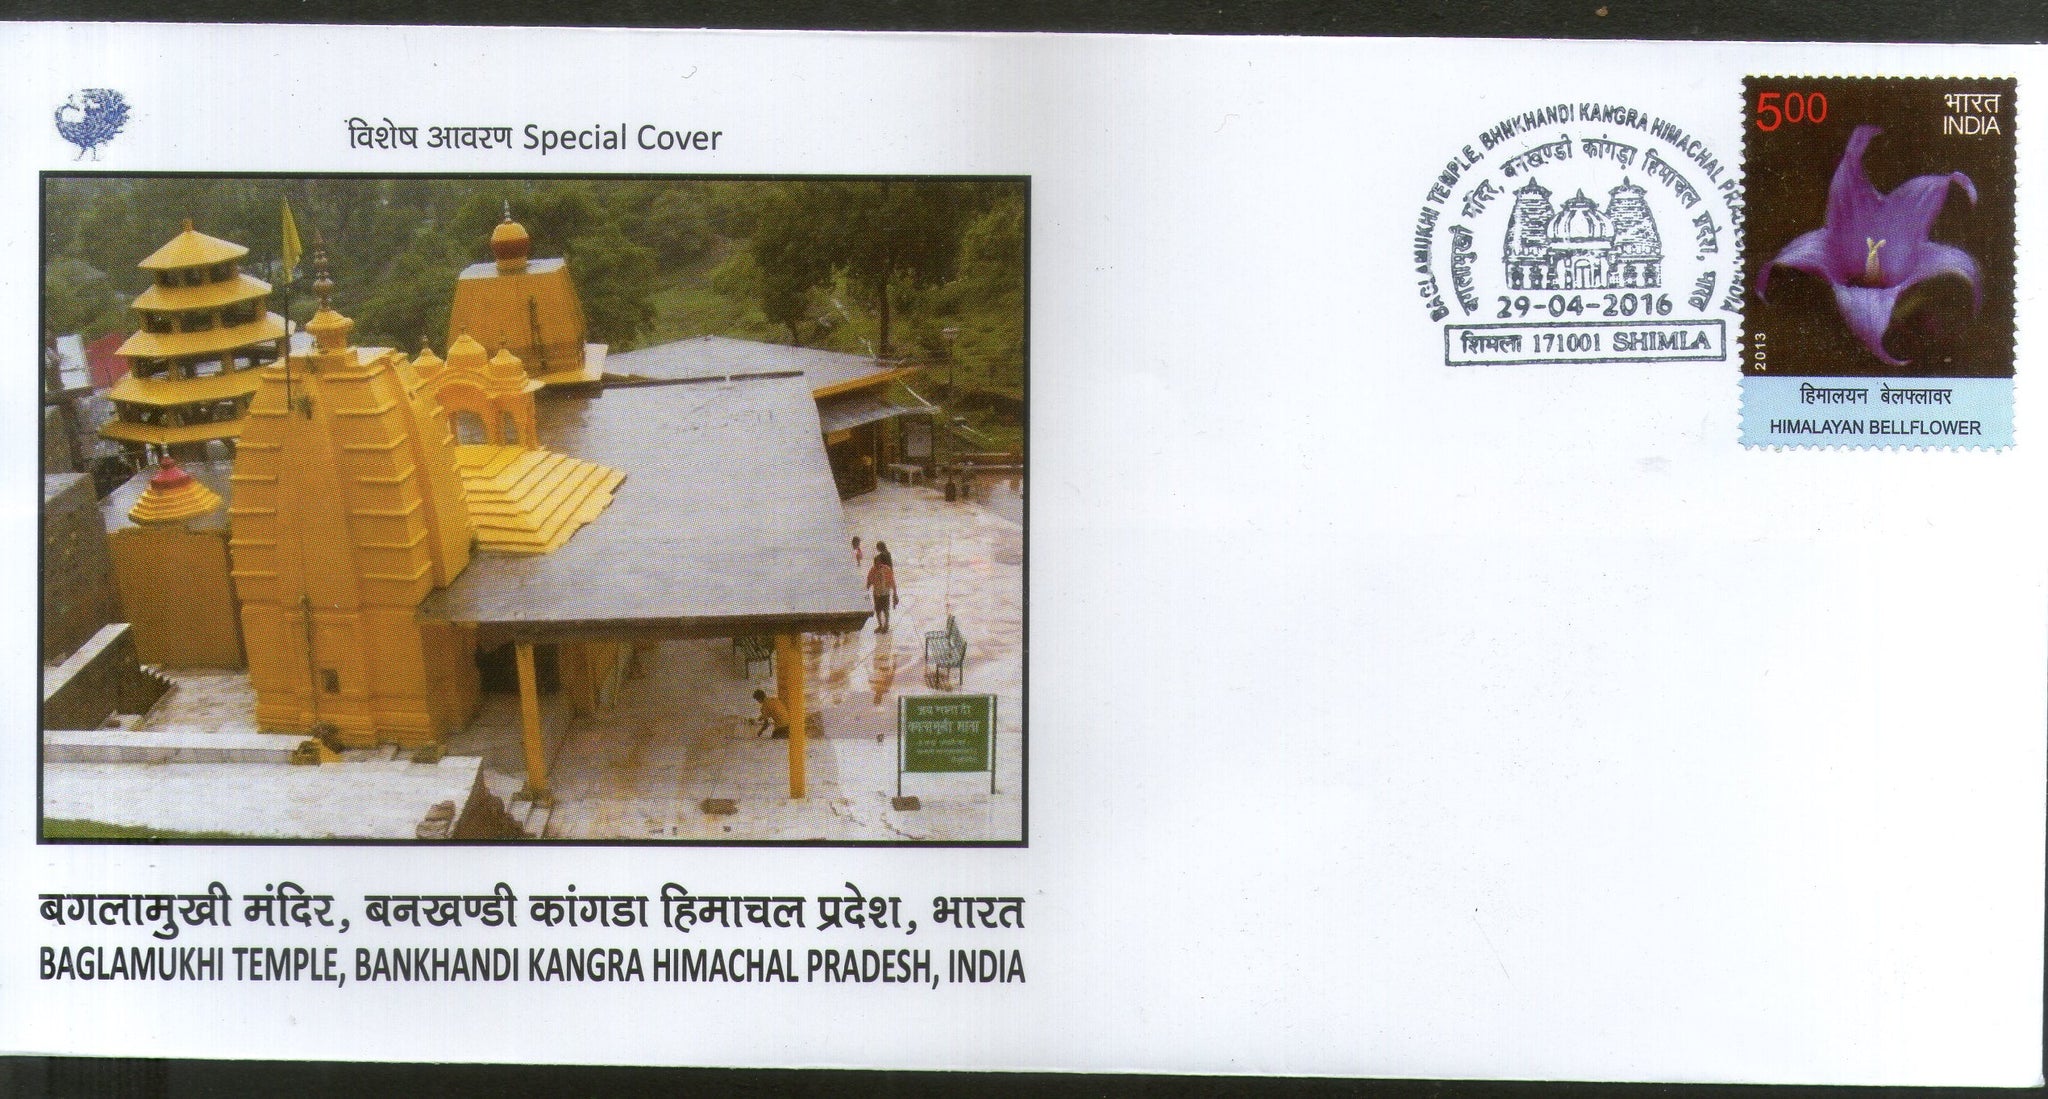 विशेष आवरण Special Cover
BAGLAMUKHI TEMPLE, BHNKHANDI KANGRA HIMACHAL PRADESH, INDIA
बगलामुखी मंदिर, बनखण्डी कांगड़ा हिमाचल प्रदेश, भारत
29-04-2016
शिमला 171001 SHIMLA
500
भारत
INDIA
2013
हिमालयन बेलफ्लावर
HIMALAYAN BELLFLOWER
बगलामुखी मंदिर, बनखण्डी कांगडा हिमाचल प्रदेश, भारत
BAGLAMUKHI TEMPLE, BANKHANDI KANGRA HIMACHAL PRADESH, INDIA